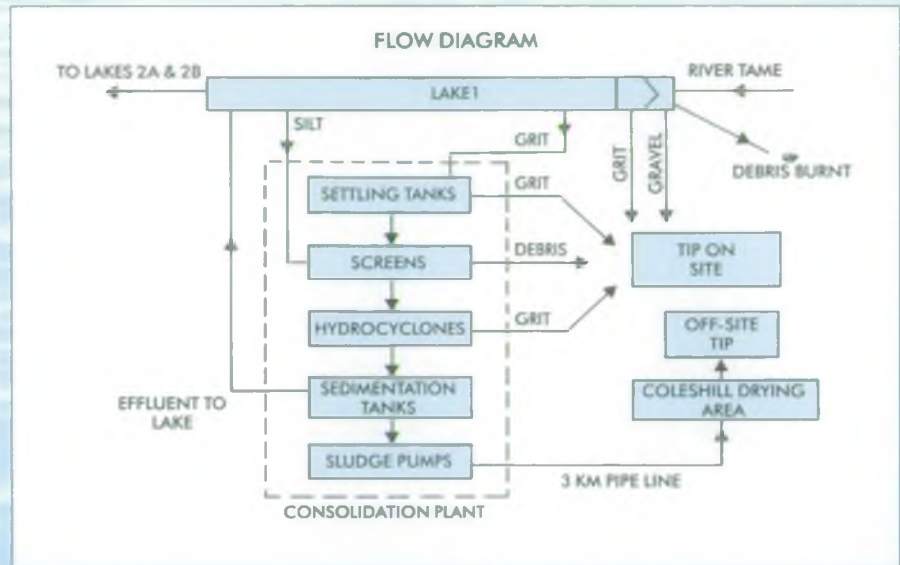 FLOW DIAGRAM
TO LAKES 2A & 2B
LAKE1
RIVER TAME
SILT
GRIT
GRIT
GRAVEL
DEBRIS BURNT
SETTLING TANKS
GRIT
SCREENS
DEBRIS
TIP ON
SITE
HYDROCYCLONES
GRIT
OFF-SITE
TIP
SEDIMENTATION
TANKS
COLESHILL DRYING
AREA
EFFLUENT TO
LAKE
SLUDGE PUMPS
3 KM PIPE LINE
CONSOLIDATION PLANT